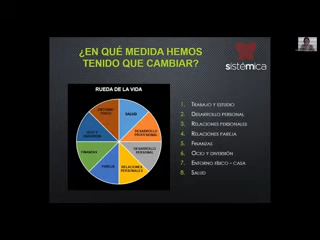 ¿EN QUÉ MEDIDA HEMOS
TENIDO QUE CAMBIAR?
sistémica
RUEDA DE LA VIDA
SALUD
DESARROLLO
PROFESIONAL
DESARROLLO
PERSONAL
RELACIONES
PERSONALES
PAREJA
FINANZAS
OCIO Y
DIVERSIÓN
ENTORNO
FÍSICO
1. TRABAJO Y ESTUDIO
2. DESARROLLO PERSONAL
3. RELACIONES PERSONALES
4. RELACIONES PAREJA
5. FINANZAS
6. OCIO Y DIVERSIÓN
7. ENTORNO FÍSICO - CASA
8. SALUD